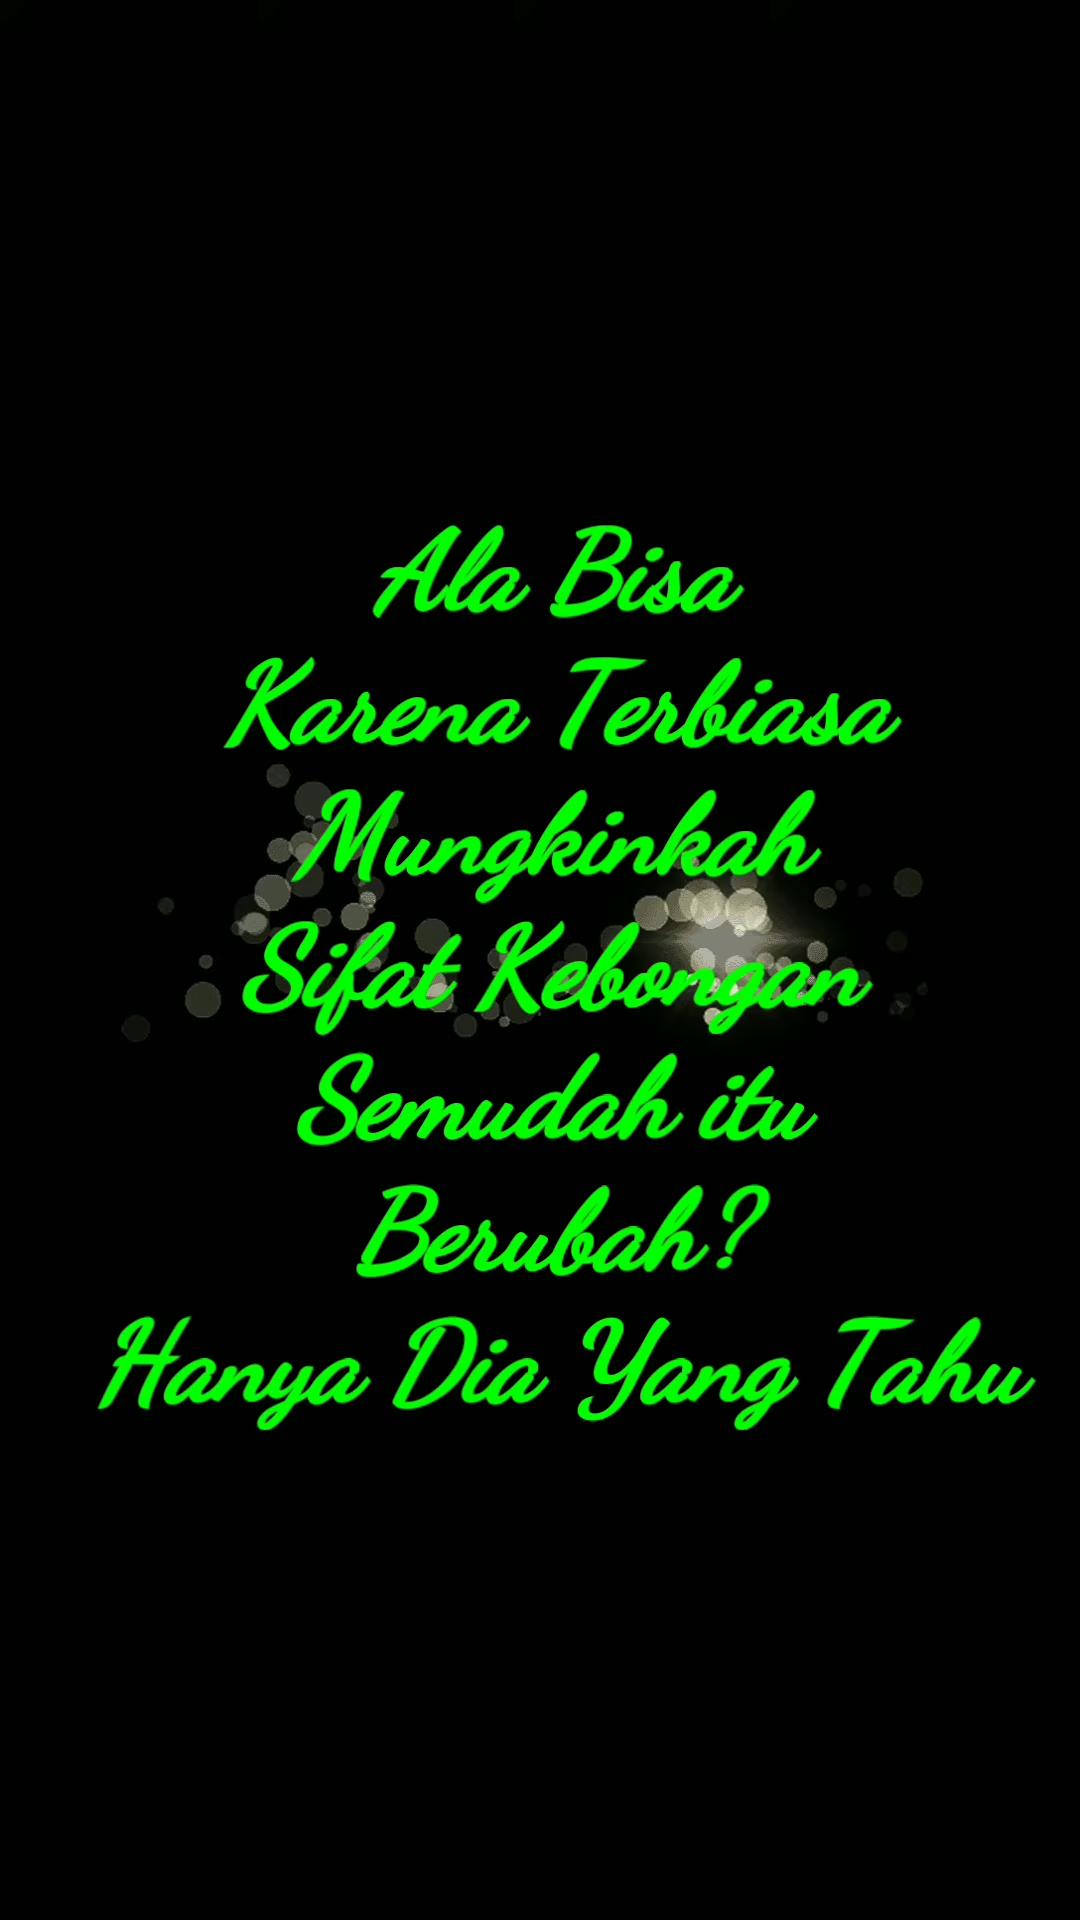 Ala Bisa
Karena Terbiasa
Mungkinkah
Sifat Kebongan
Semudah itu
Berubah?
Hanya Dia Yang Tahu